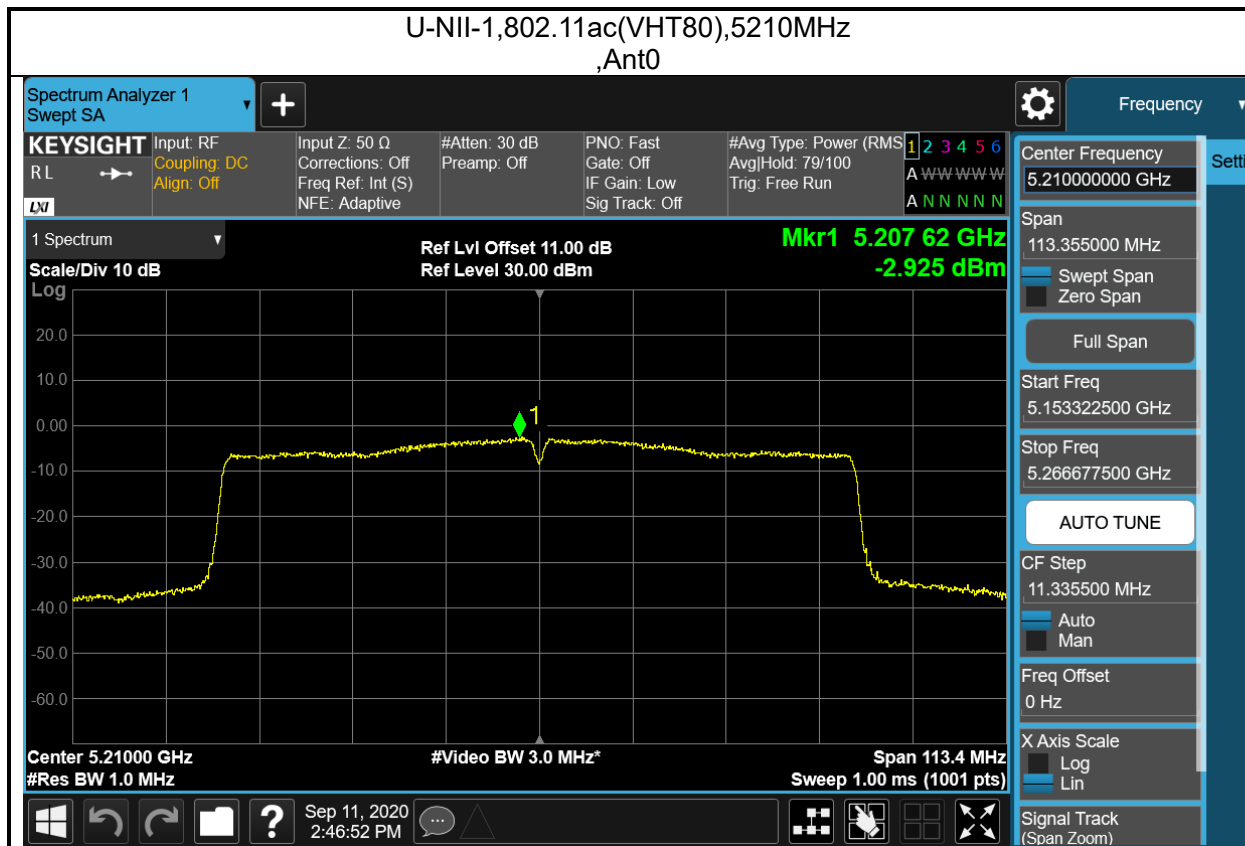 U-NII-1,802.11ac(VHT80),5210MHz
,Ant0
Spectrum Analyzer 1
Swept SA
Frequency
KEYSIGHT
R L
LXI
Input: RF
Coupling: DC
Align: Off
Input Z: 50 Ω
Corrections: Off
Freq Ref: Int (S)
NFE: Adaptive
#Atten: 30 dB
Preamp: Off
PNO: Fast
Gate: Off
IF Gain: Low
Sig Track: Off
#Avg Type: Power (RMS
Avg|Hold: 79/100
Trig: Free Run
1 2 3 4 5 6
A W W W W W
A N N N N N
1 Spectrum
Scale/Div 10 dB
Log
Ref Lvl Offset 11.00 dB
Ref Level 30.00 dBm
Mkr1 5.207 62 GHz
-2.925 dBm
20.0
10.0
0.00
-10.0
-20.0
-30.0
-40.0
-50.0
-60.0
1
Center 5.21000 GHz
#Video BW 3.0 MHz*
Span 113.4 MHz
#Res BW 1.0 MHz
Sweep 1.00 ms (1001 pts)
Center Frequency
5.210000000 GHz
Setti
Span
113.355000 MHz
Swept Span
Zero Span
Full Span
Start Freq
5.153322500 GHz
Stop Freq
5.266677500 GHz
AUTO TUNE
CF Step
11.335500 MHz
Auto
Man
Freq Offset
0 Hz
X Axis Scale
Log
Lin
Signal Track
(Span Zoom)
?
Sep 11, 2020
2:46:52 PM